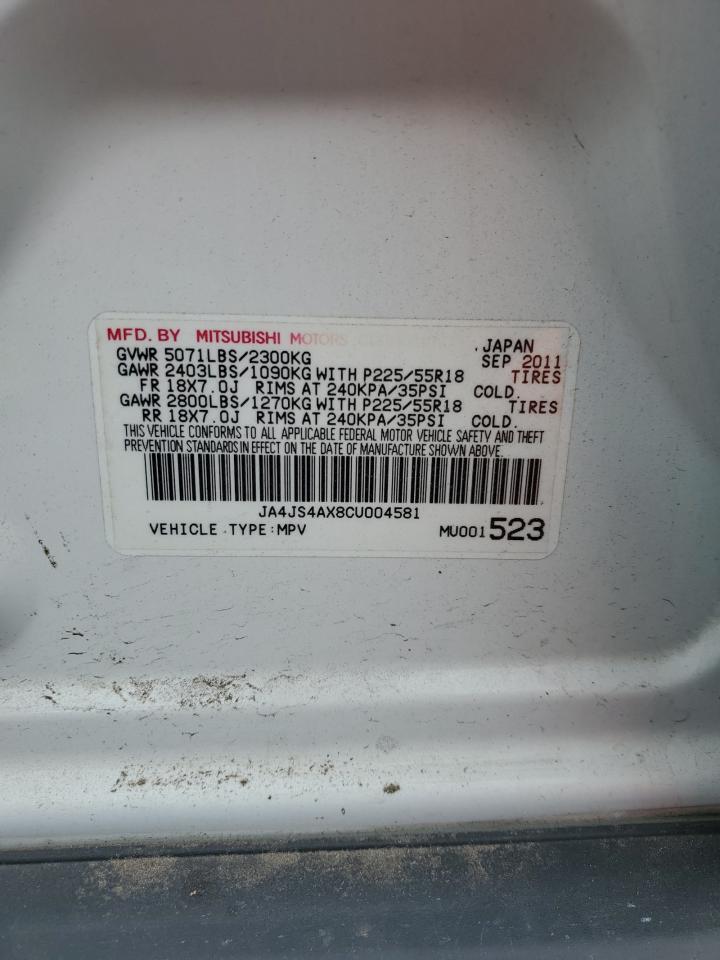 MFD. BY MITSUBISHI MOTORS JAPAN
GVWR 5071LBS/2300KG SEP 2011
GAWR 2403LBS/1090KG WITH P225/55R18 TIRES
FR 18X7.0J RIMS AT 240KPA/35PSI COLD.
GAWR 2800LBS/1270KG WITH P225/55R18 TIRES
RR 18X7.0J RIMS AT 240KPA/35PSI COLD.
THIS VEHICLE CONFORMS TO ALL APPLICABLE FEDERAL MOTOR VEHICLE SAFETY AND THEFT
PREVENTION STANDARDS IN EFFECT ON THE DATE OF MANUFACTURE SHOWN ABOVE.
JA4JS4AX8CU004581
VEHICLE TYPE:MPV MU001523